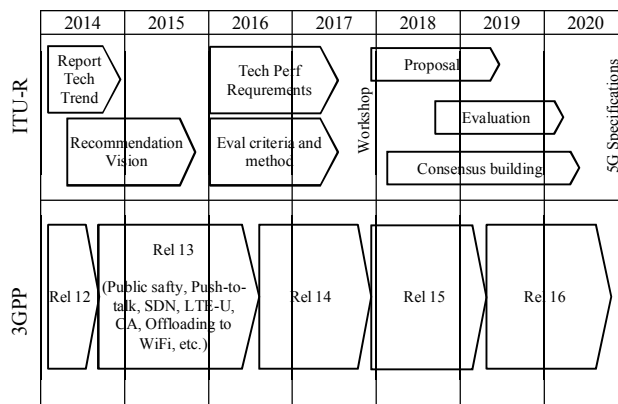 2014 2015 2016 2017 2018 2019 2020
ITU-R
Report
Tech
Trend
Recommendation
Vision
Tech Perf
Requrements
Eval criteria and
method
Workshop
Proposal
Evaluation
Consensus building
5G Specifications
3GPP
Rel 12
Rel 13
(Public safty, Push-to-
talk, SDN, LTE-U,
CA, Offloading to
WiFi, etc.)
Rel 14
Rel 15
Rel 16